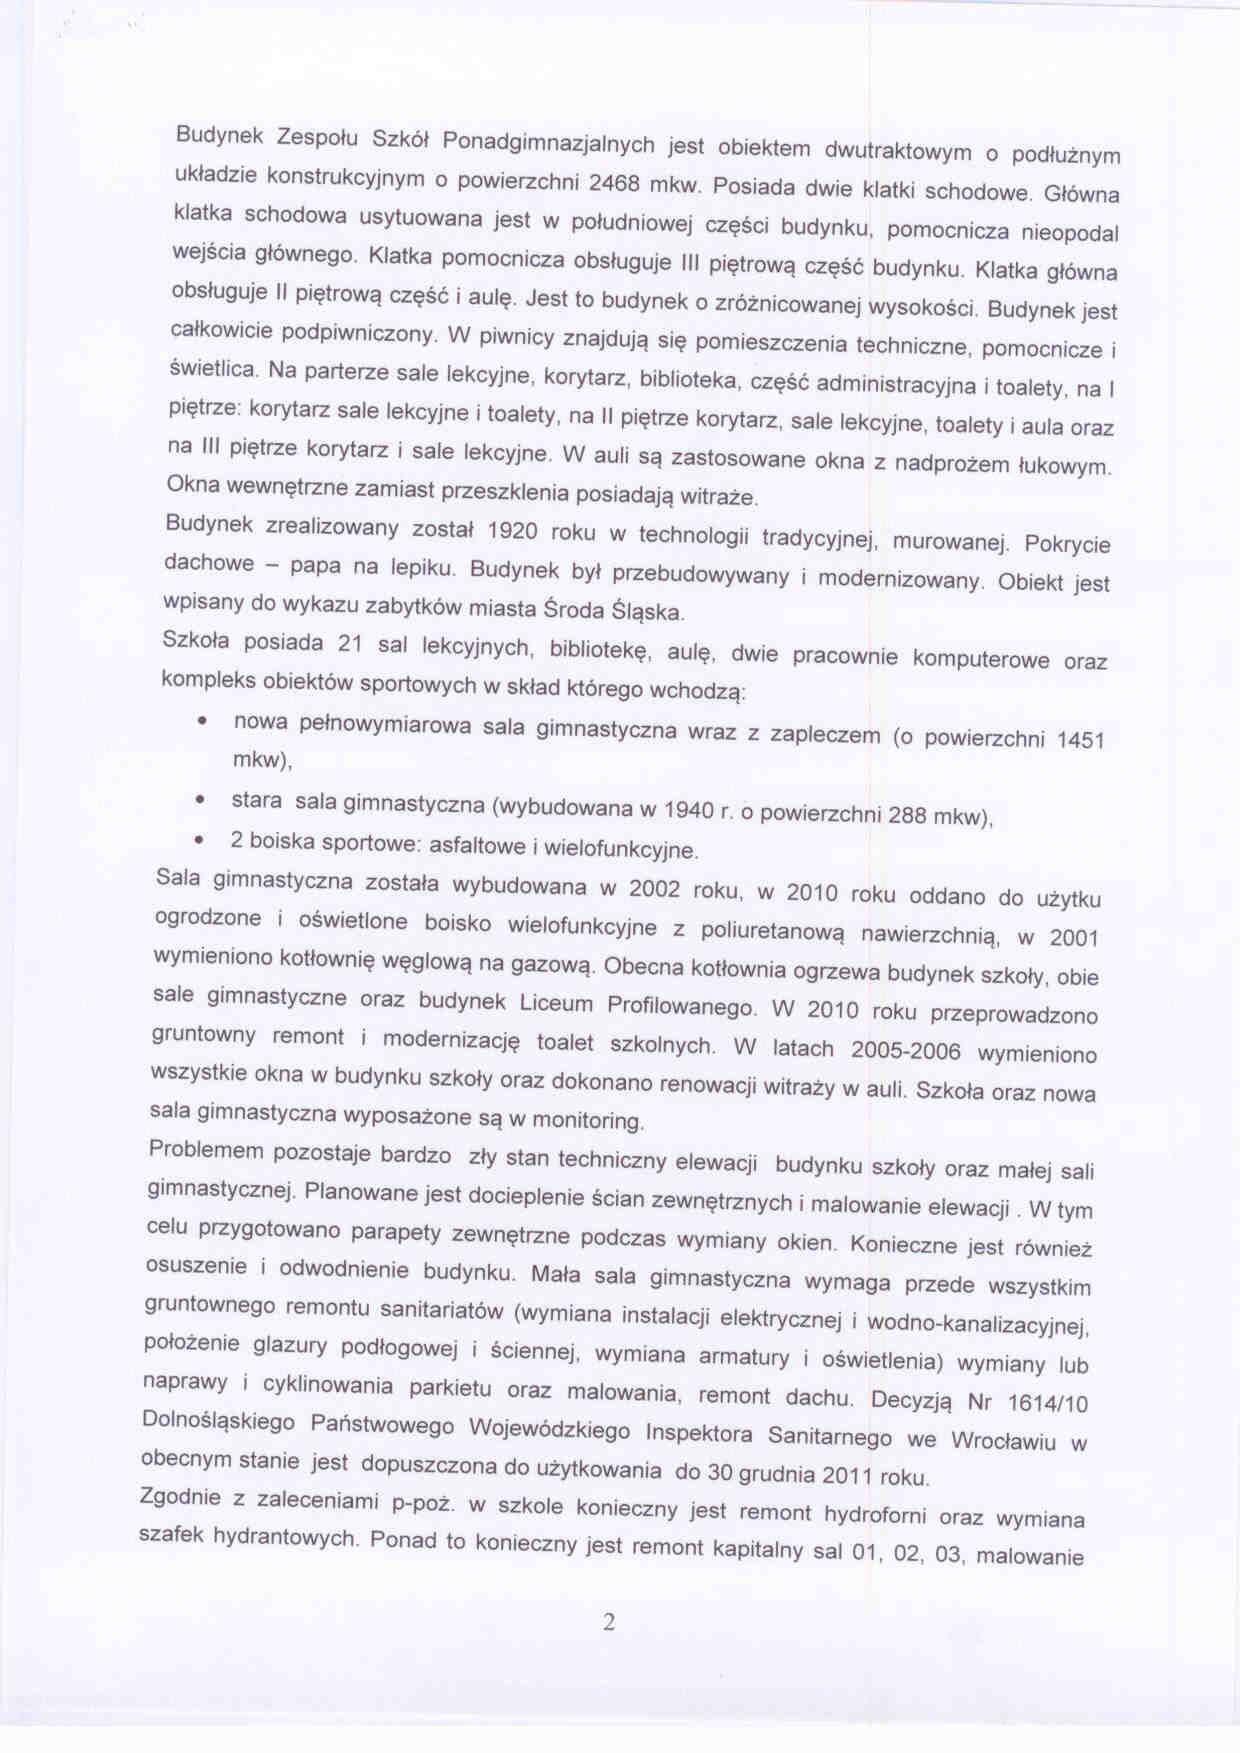 Budynek Zespołu Szkół Ponadgimnazjalnych jest obiektem dwutraktowym o podłużnym
układzie konstrukcyjnym o powierzchni 2468 mkw. Posiada dwie klatki schodowe. Główna
klatka schodowa usytuowana jest w południowej części budynku, pomocnicza nieopodal
wejścia głównego. Klatka pomocnicza obsługuje III piętrową część budynku. Klatka główna
obsługuje II piętrową część i aulę. Jest to budynek o zróżnicowanej wysokości. Budynek jest
całkowicie podpiwniczony. W piwnicy znajdują się pomieszczenia techniczne, pomocnicze i
świetlica. Na parterze sale lekcyjne, korytarz, biblioteka, część administracyjna i toalety, na I
piętrze: korytarz sale lekcyjne i toalety, na II piętrze korytarz, sale lekcyjne, toalety i aula oraz
na III piętrze korytarz i sale lekcyjne. W auli są zastosowane okna z nadprożem łukowym.
Okna wewnętrzne zamiast przeszklenia posiadają witraże.
Budynek zrealizowany został 1920 roku w technologii tradycyjnej, murowanej. Pokrycie
dachowe – papa na lepiku. Budynek był przebudowywany i modernizowany. Obiekt jest
wpisany do wykazu zabytków miasta Środa Śląska.
Szkoła posiada 21 sal lekcyjnych, bibliotekę, aulę, dwie pracownie komputerowe oraz
kompleks obiektów sportowych w skład którego wchodzą:
• nowa pełnowymiarowa sala gimnastyczna wraz z zapleczem (o powierzchni 1451
mkw),
• stara sala gimnastyczna (wybudowana w 1940 r. o powierzchni 288 mkw),
• 2 boiska sportowe: asfaltowe i wielofunkcyjne.
Sala gimnastyczna została wybudowana w 2002 roku, w 2010 roku oddano do użytku
ogrodzone i oświetlone boisko wielofunkcyjne z poliuretanową nawierzchnią, w 2001
wymieniono kotłownię węglową na gazową. Obecna kotłownia ogrzewa budynek szkoły, obie
sale gimnastyczne oraz budynek Liceum Profilowanego. W 2010 roku przeprowadzono
gruntowny remont i modernizację toalet szkolnych. W latach 2005-2006 wymieniono
wszystkie okna w budynku szkoły oraz dokonano renowacji witraży w auli. Szkoła oraz nowa
sala gimnastyczna wyposażone są w monitoring.
Problemem pozostaje bardzo zły stan techniczny elewacji budynku szkoły oraz małej sali
gimnastycznej. Planowane jest docieplenie ścian zewnętrznych i malowanie elewacji . W tym
celu przygotowano parapety zewnętrzne podczas wymiany okien. Konieczne jest również
osuszenie i odwodnienie budynku. Mała sala gimnastyczna wymaga przede wszystkim
gruntownego remontu sanitariatów (wymiana instalacji elektrycznej i wodno-kanalizacyjnej,
położenie glazury podłogowej i ściennej, wymiana armatury i oświetlenia) wymiany lub
naprawy i cyklinowania parkietu oraz malowania, remont dachu. Decyzją Nr 1614/10
Dolnośląskiego Państwowego Wojewódzkiego Inspektora Sanitarnego we Wrocławiu w
obecnym stanie jest dopuszczona do użytkowania do 30 grudnia 2011 roku.
Zgodnie z zaleceniami p-poż. w szkole konieczny jest remont hydroforni oraz wymiana
szafek hydrantowych. Ponad to konieczny jest remont kapitalny sal 01, 02, 03, malowanie
2